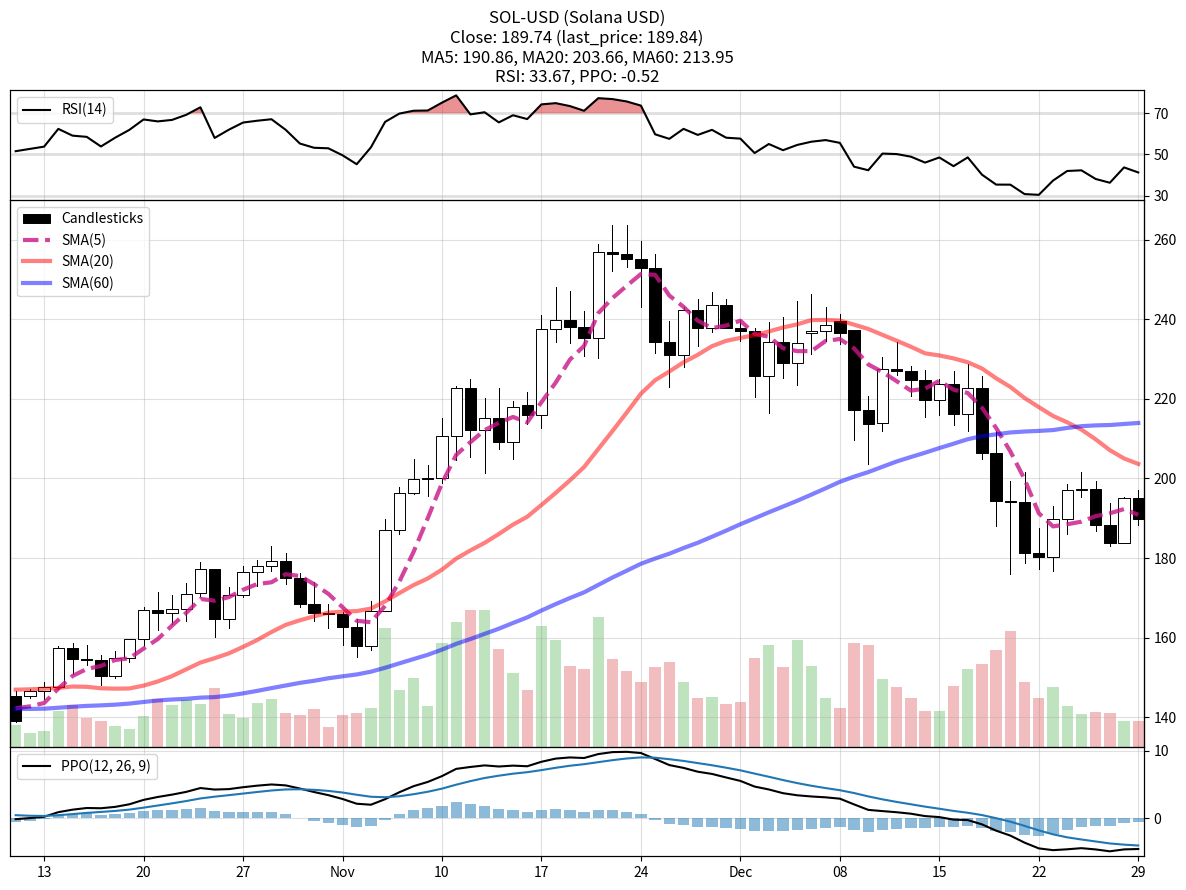 SOL-USD (Solana USD)
Close: 189.74 (last_price: 189.84)
MA5: 190.86, MA20: 203.66, MA60: 213.95
RSI: 33.67, PPO: -0.52
RSI(14)
70
50
30
Candlesticks
SMA(5)
SMA(20)
SMA(60)
260
240
220
200
180
160
140
PPO(12, 26, 9)
10
0
13 20 27 Nov 10 17 24 Dec 08 15 22 29